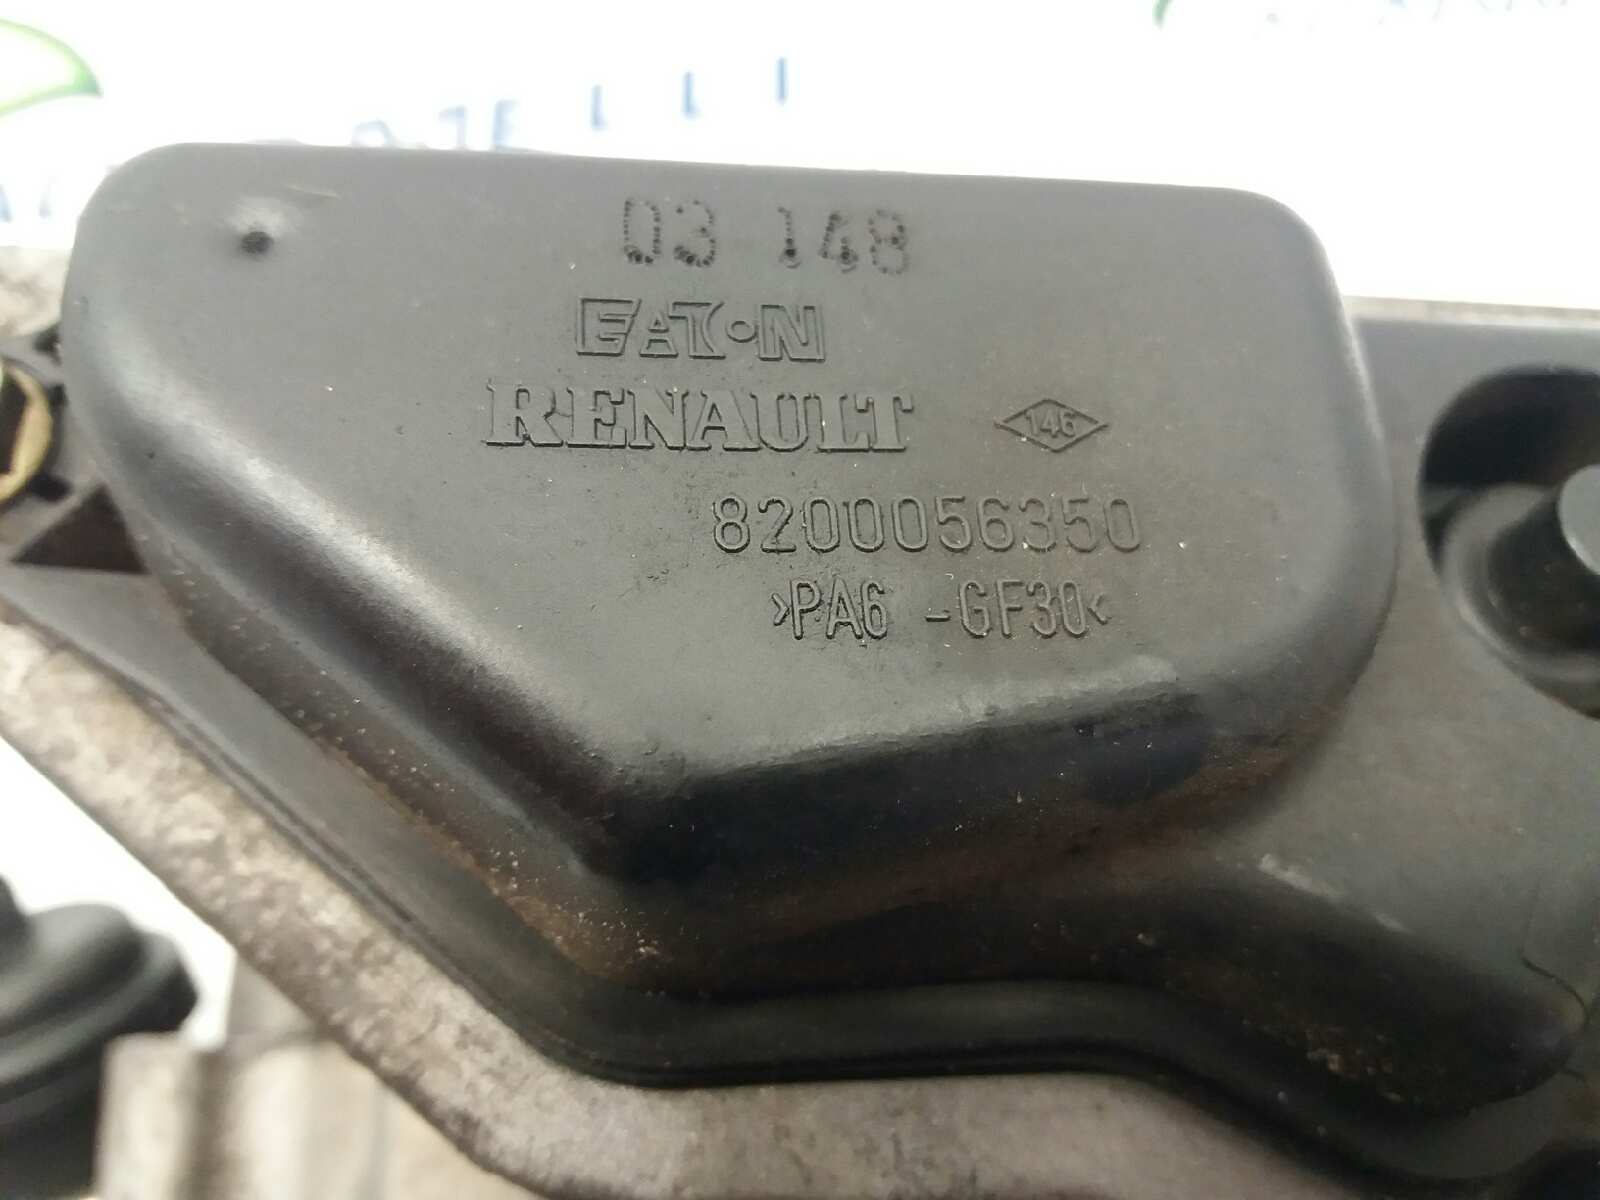 03 148
EATON
RENAULT 146
8200056350
>PA6 -GF30<